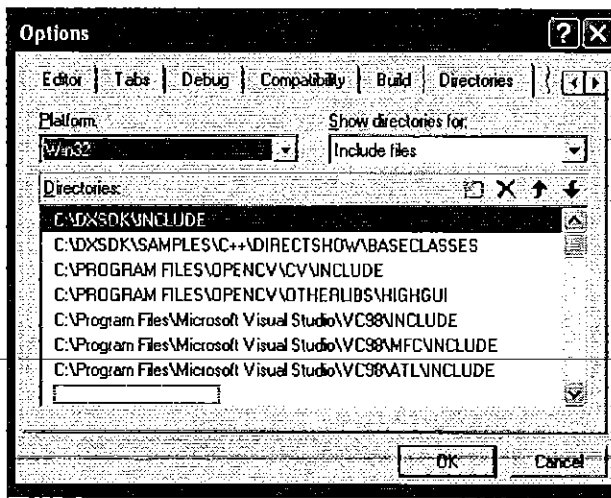 Options
Editor Tabs Debug Compatibility Build Directories
Platform: Show directories for:
Win32 Include files
Directories:
C:\DXSDK\INCLUDE
C:\DXSDK\SAMPLES\C++\DIRECTSHOW\BASECLASSES
C:\PROGRAM FILES\OPENCV\CV\INCLUDE
C:\PROGRAM FILES\OPENCV\OTHERLIBS\HIGHGUI
C:\Program Files\Microsoft Visual Studio\VC98\INCLUDE
C:\Program Files\Microsoft Visual Studio\VC98\MFC\INCLUDE
C:\Program Files\Microsoft Visual Studio\VC98\ATL\INCLUDE
OK Cancel